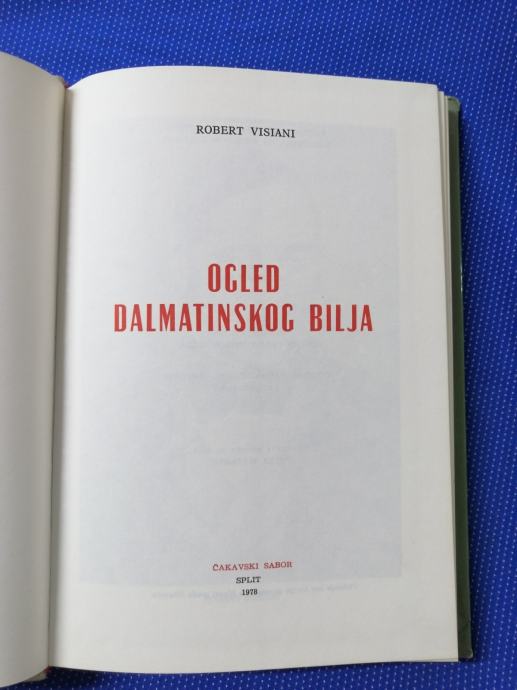 ROBERT VISIANI
OGLED
DALMATINSKOG BILJA
ČAKAVSKI SABOR
SPLIT
1978